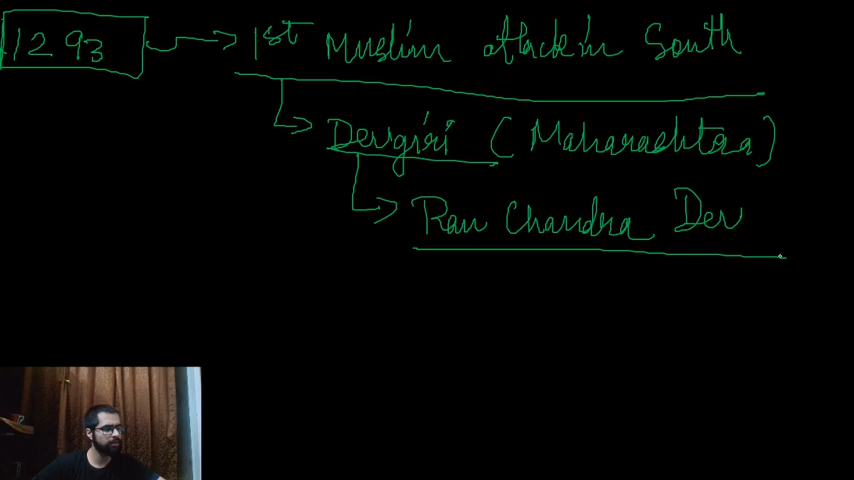 1293 → 1st Muslim attack in South
Devgiri (Maharashtra)
Ram Chandra Dev